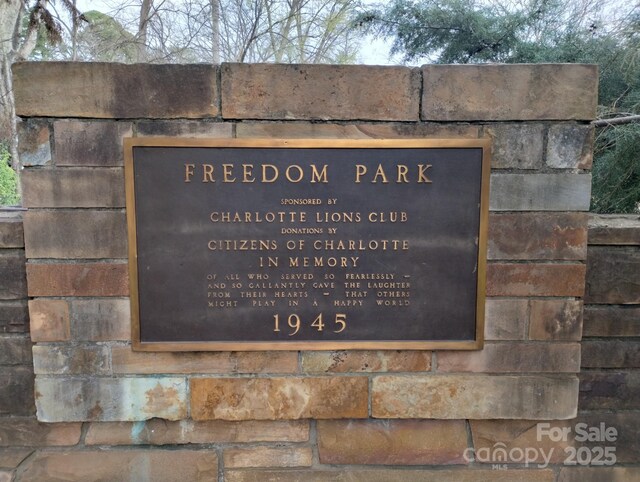 FREEDOM PARK
SPONSORED BY
CHARLOTTE LIONS CLUB
DONATIONS BY
CITIZENS OF CHARLOTTE
IN MEMORY
OF ALL WHO SERVED SO FEARLESSLY –
AND SO GALLANTLY GAVE THE LAUGHTER
FROM THEIR HEARTS – THAT OTHERS
MIGHT PLAY IN A HAPPY WORLD
1945
For Sale
canopy 2025
MLS